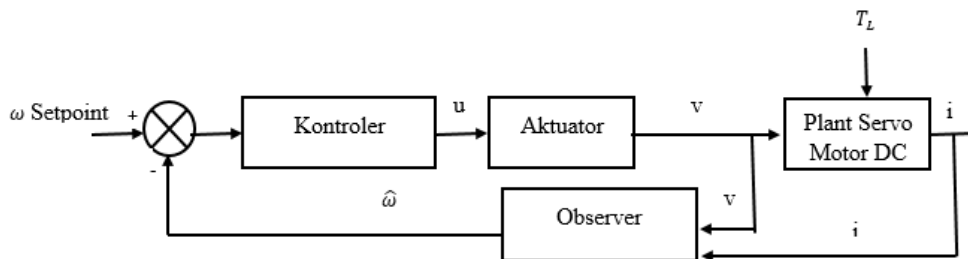 T_L
ω Setpoint
+
-
Kontroler
u
Aktuator
v
Plant Servo
Motor DC
i
ω̂
Observer
v
i